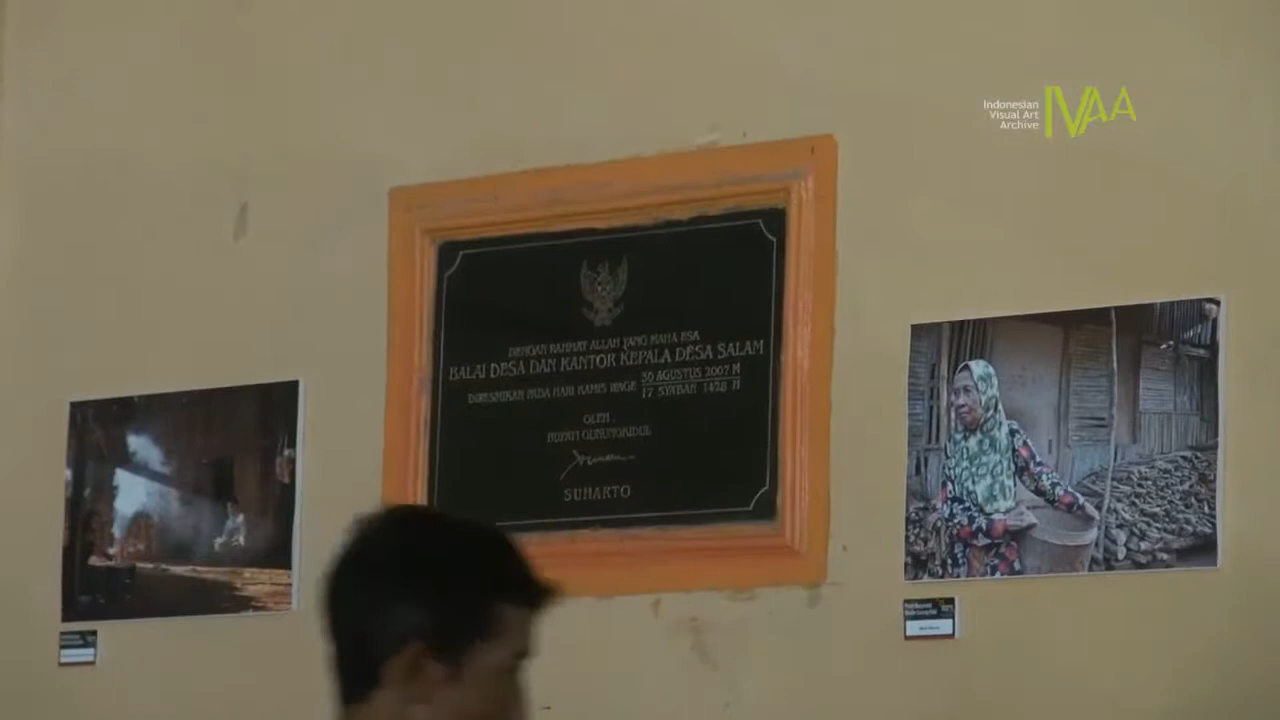 Indonesian
Visual Art
Archive
IVAA
DENGAN RAHMAT ALLAH YANG MAHA ESA
BALAI DESA DAN KANTOR KEPALA DESA SALAM
DIRESMIKAN PADA HARI KAMIS WAGE 30 AGUSTUS 2007 M
17 SYABAN 1428 H
OLEH :
BUPATI GUNUNGKIDUL
SUHARTO